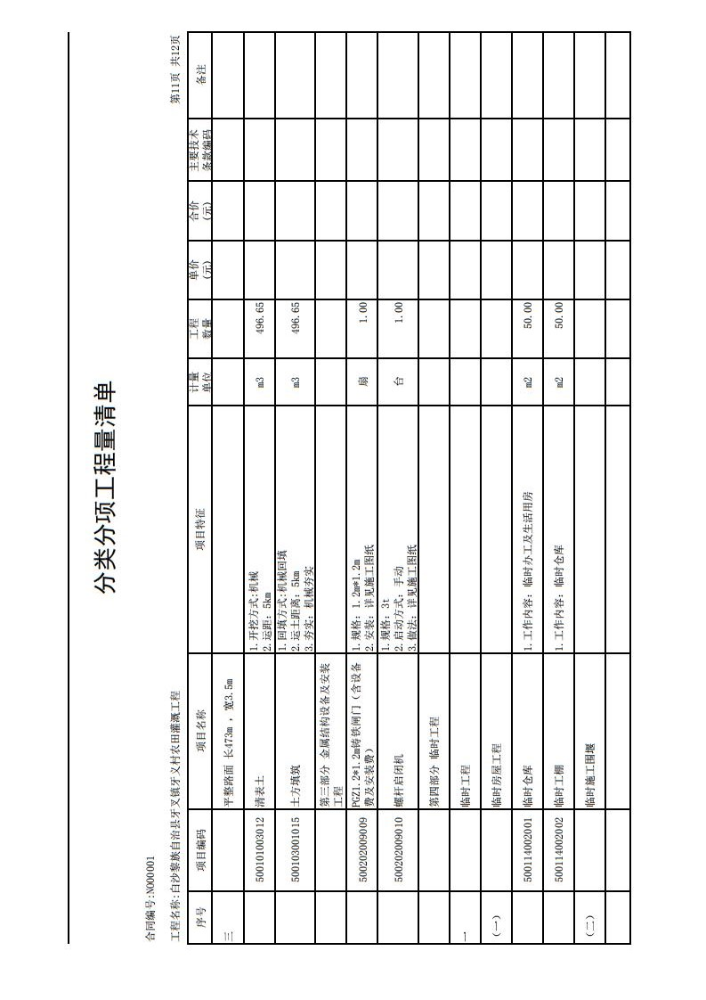 分类分项工程量清单
合同编号:NO00001
工程名称:白沙黎族自治县牙叉镇牙义村农田灌溉工程 第11页 共12页
序号 项目编码 项目名称 项目特征 计量单位 工程数量 单价(元) 合价(元) 主要技术条款编码 备注
三 平整路面 长473m ，宽3.5m
500101003012 清表土 1.开挖方式:机械
2.运距: 5km m3 496.65
500103001015 土方填筑 1.回填方式:机械回填
2.运土距离: 5km
3.夯实: 机械夯实 m3 496.65
第三部分 金属结构设备及安装
工程
500202009009 PGZ1.2*1.2m铸铁闸门（含设备
费及安装费） 1.规格: 1.2m*1.2m
2.安装: 详见施工图纸 扇 1.00
500202009010 螺杆启闭机 1.规格: 3t
2.启动方式: 手动
3.做法: 详见施工图纸 台 1.00
第四部分 临时工程
一 临时工程
(一) 临时房屋工程
500114002001 临时仓库 1.工作内容: 临时办工及生活用房 m2 50.00
500114002002 临时工棚 1.工作内容: 临时仓库 m2 50.00
(二) 临时施工围堰